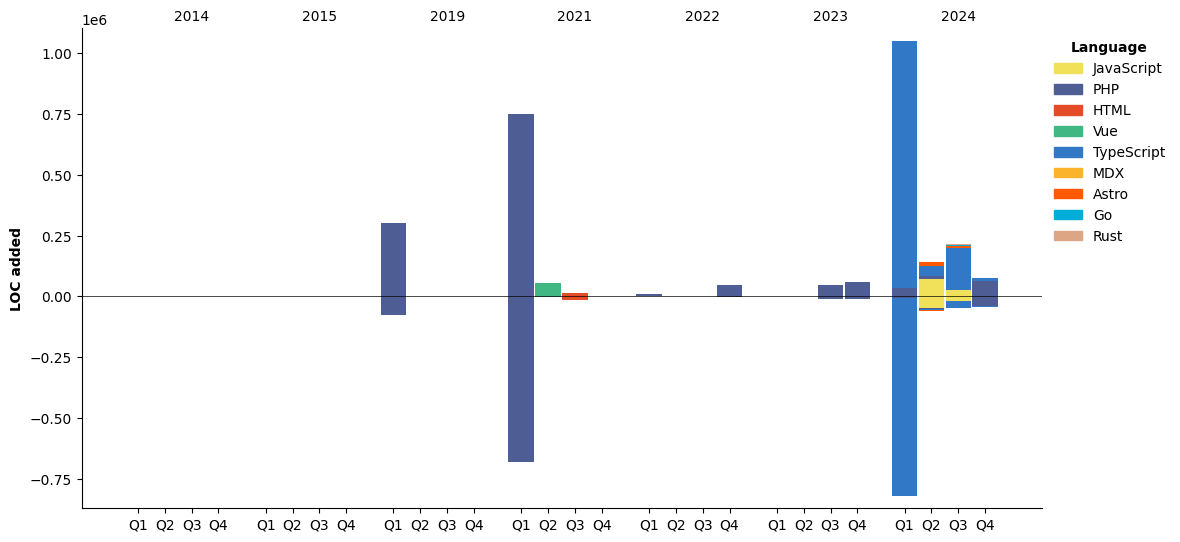 1e6
2014 2015 2019 2021 2022 2023 2024
1.00
0.75
0.50
0.25
0.00
−0.25
−0.50
−0.75
LOC added
Q1 Q2 Q3 Q4 Q1 Q2 Q3 Q4 Q1 Q2 Q3 Q4 Q1 Q2 Q3 Q4 Q1 Q2 Q3 Q4 Q1 Q2 Q3 Q4 Q1 Q2 Q3 Q4
Language
JavaScript
PHP
HTML
Vue
TypeScript
MDX
Astro
Go
Rust